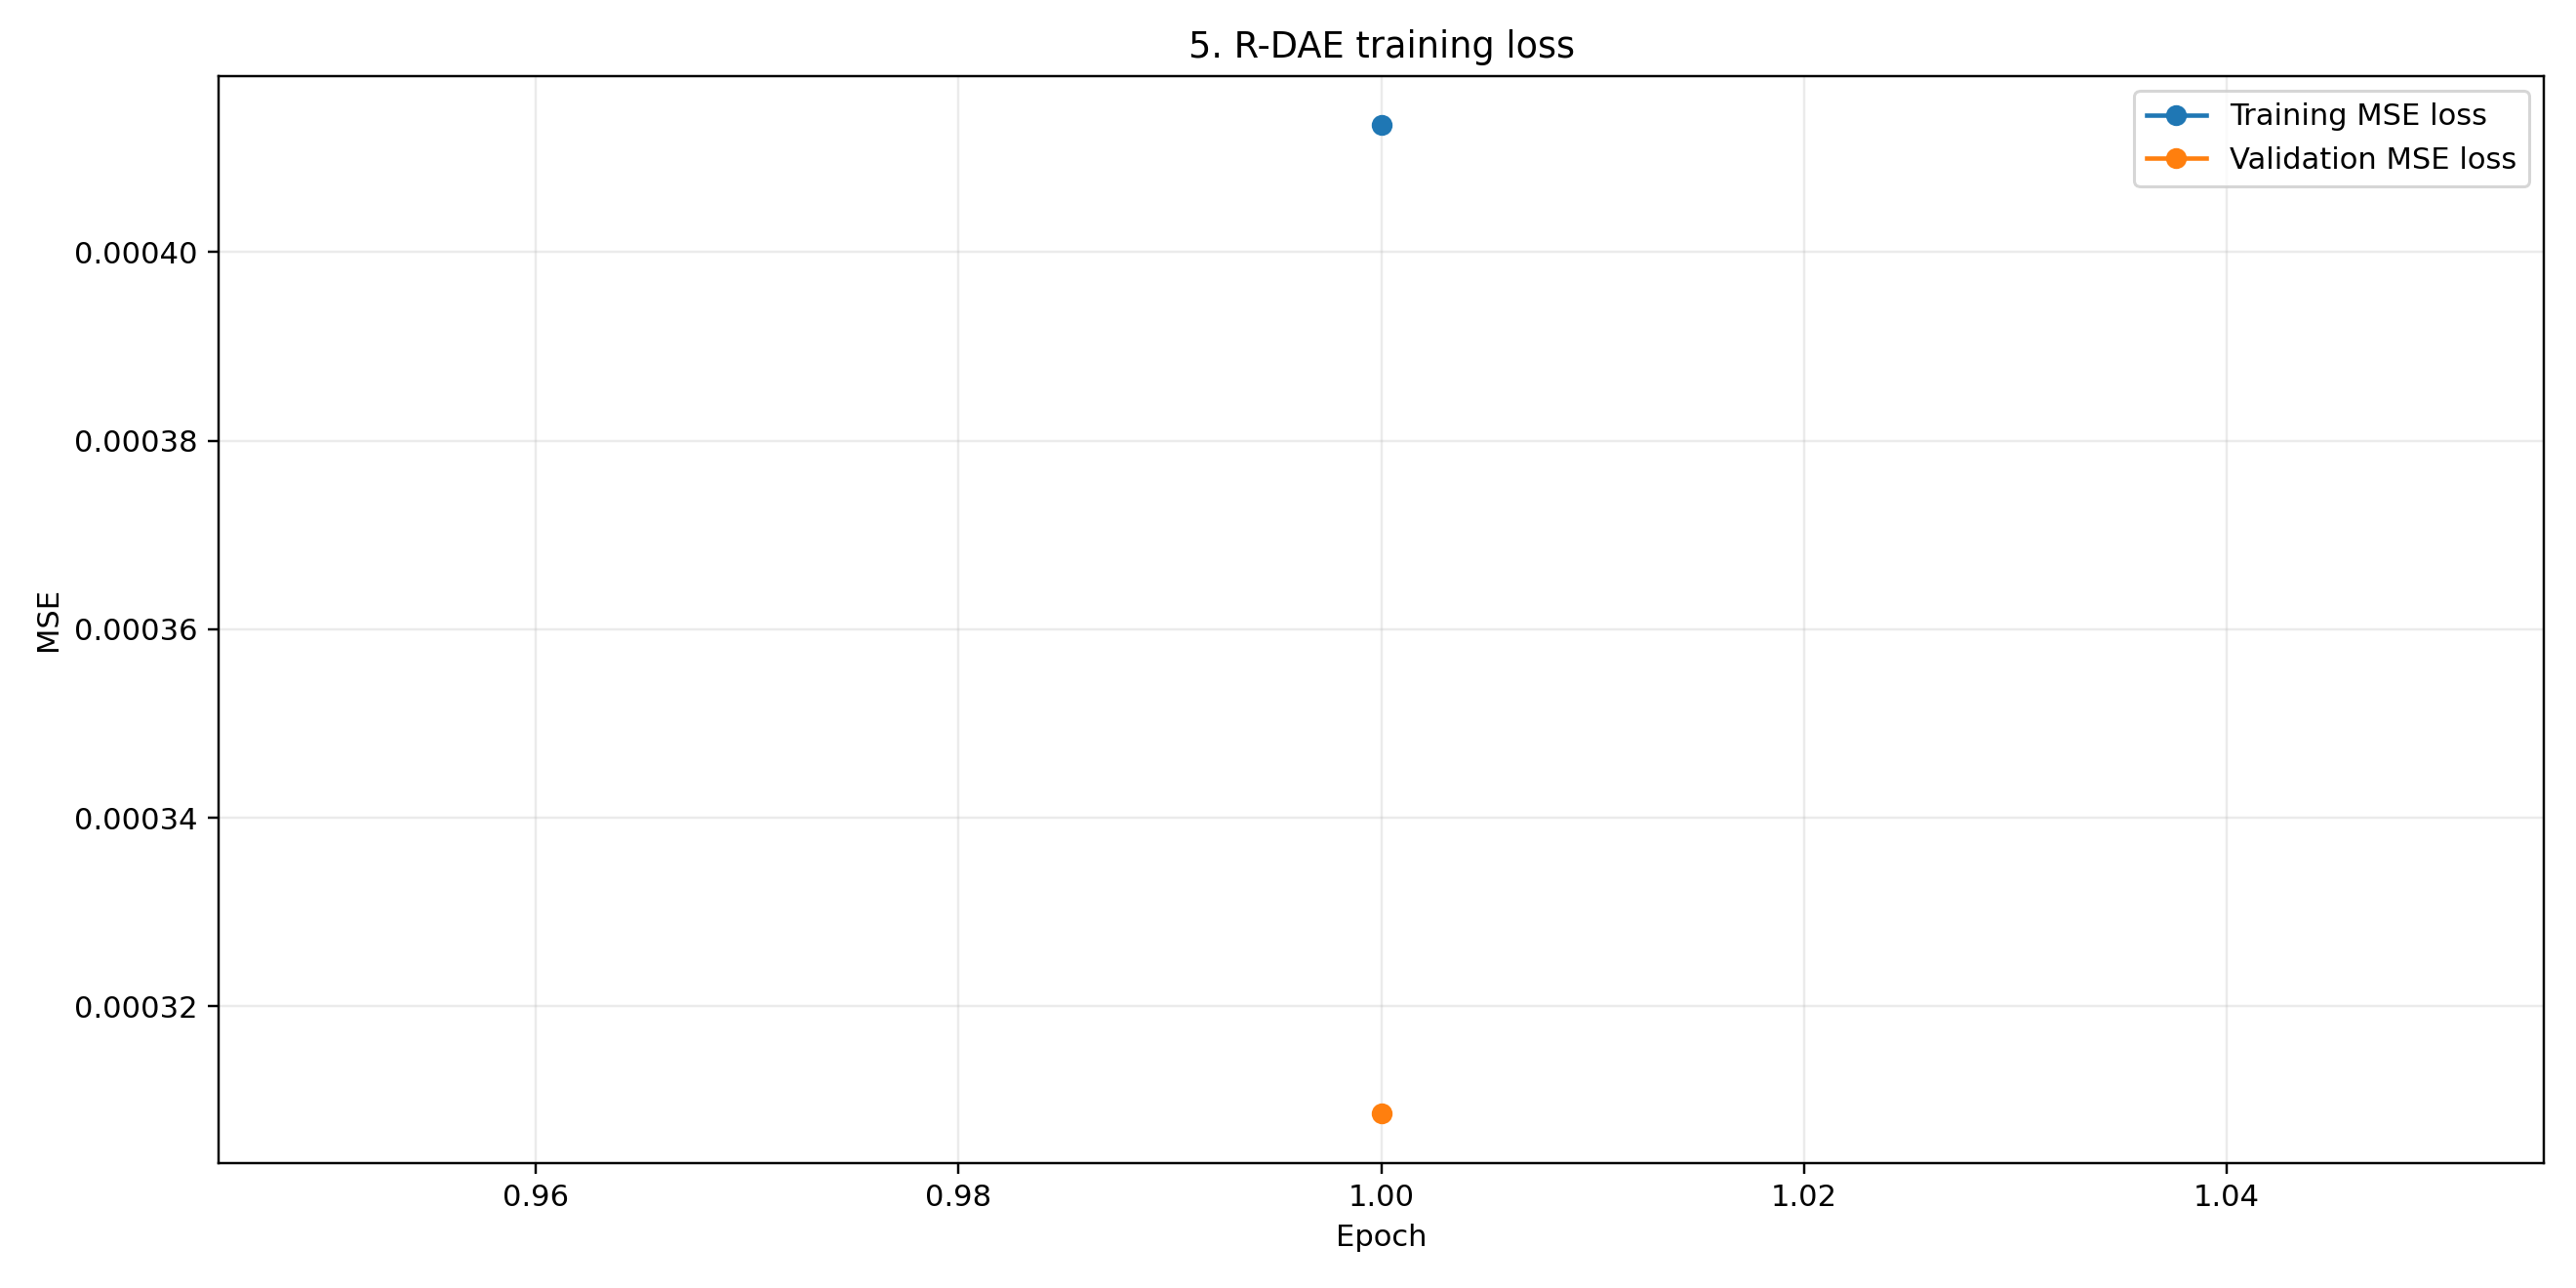 5. R-DAE training loss
Training MSE loss
Validation MSE loss
0.00040
0.00038
0.00036
0.00034
0.00032
MSE
0.96
0.98
1.00
1.02
1.04
Epoch